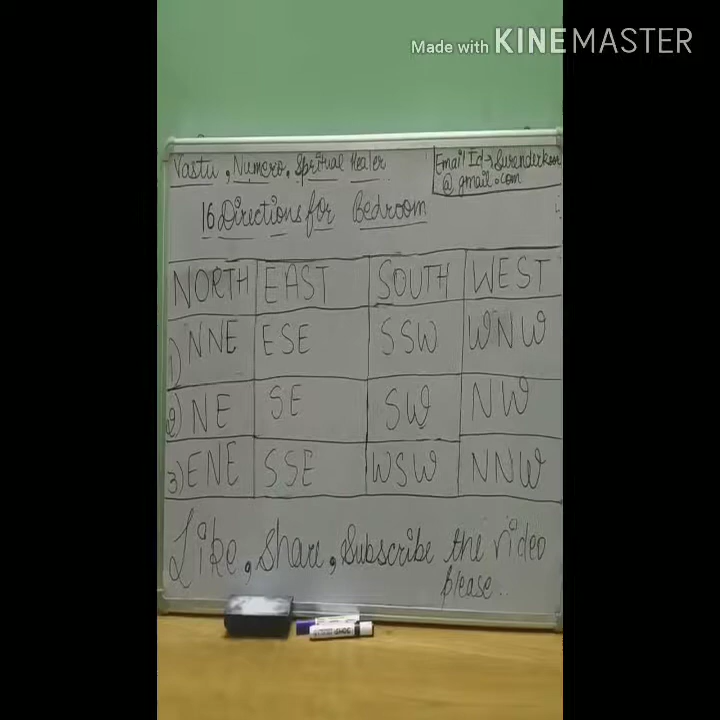 Made with KINEMASTER
Vastu, Numero, Spritual Healer
Email Id → Surenderkaur
@gmail.com
16 Directions for Bedroom
NORTH EAST SOUTH WEST
1) NNE ESE SSW WNW
2) NE SE SW NW
3) ENE SSE WSW NNW
Like, Share, Subscribe the video
please..